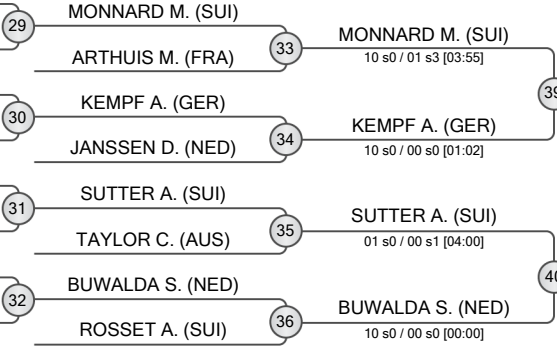 MONNARD M. (SUI)
29
ARTHUIS M. (FRA)
33
MONNARD M. (SUI)
10 s0 / 01 s3 [03:55]
39
KEMPF A. (GER)
30
JANSSEN D. (NED)
34
KEMPF A. (GER)
10 s0 / 00 s0 [01:02]
SUTTER A. (SUI)
31
TAYLOR C. (AUS)
35
SUTTER A. (SUI)
01 s0 / 00 s1 [04:00]
40
BUWALDA S. (NED)
32
ROSSET A. (SUI)
36
BUWALDA S. (NED)
10 s0 / 00 s0 [00:00]